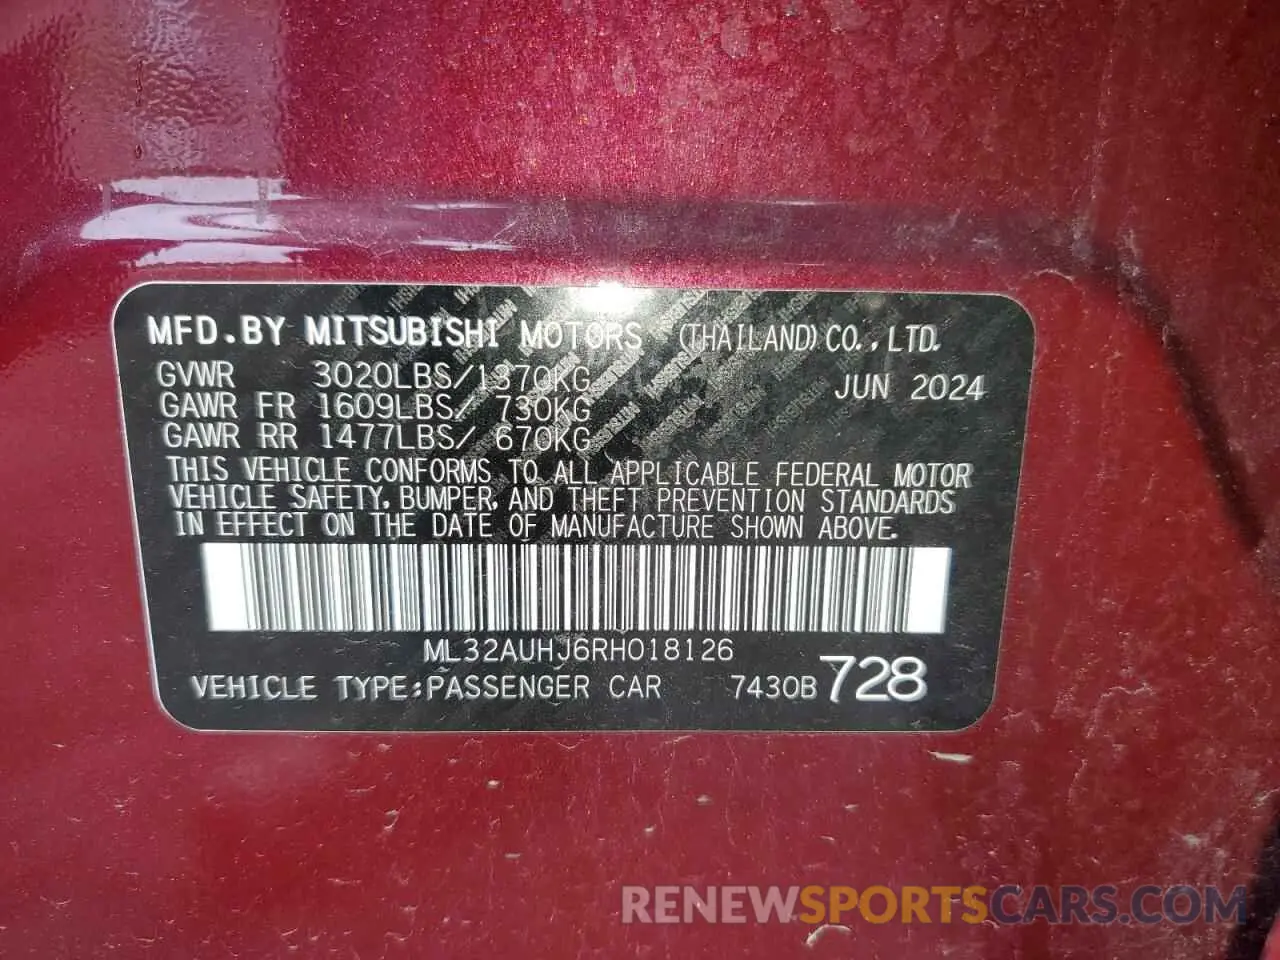 MFD.BY MITSUBISHI MOTORS (THAILAND) CO., LTD.
GVWR 3020LBS/1370KG JUN 2024
GAWR FR 1609LBS/ 730KG
GAWR RR 1477LBS/ 670KG
THIS VEHICLE CONFORMS TO ALL APPLICABLE FEDERAL MOTOR
VEHICLE SAFETY, BUMPER, AND THEFT PREVENTION STANDARDS
IN EFFECT ON THE DATE OF MANUFACTURE SHOWN ABOVE.
ML32AUHJ6RH018126
VEHICLE TYPE:PASSENGER CAR 7430B 728
RENEWSPORTSCARS.COM